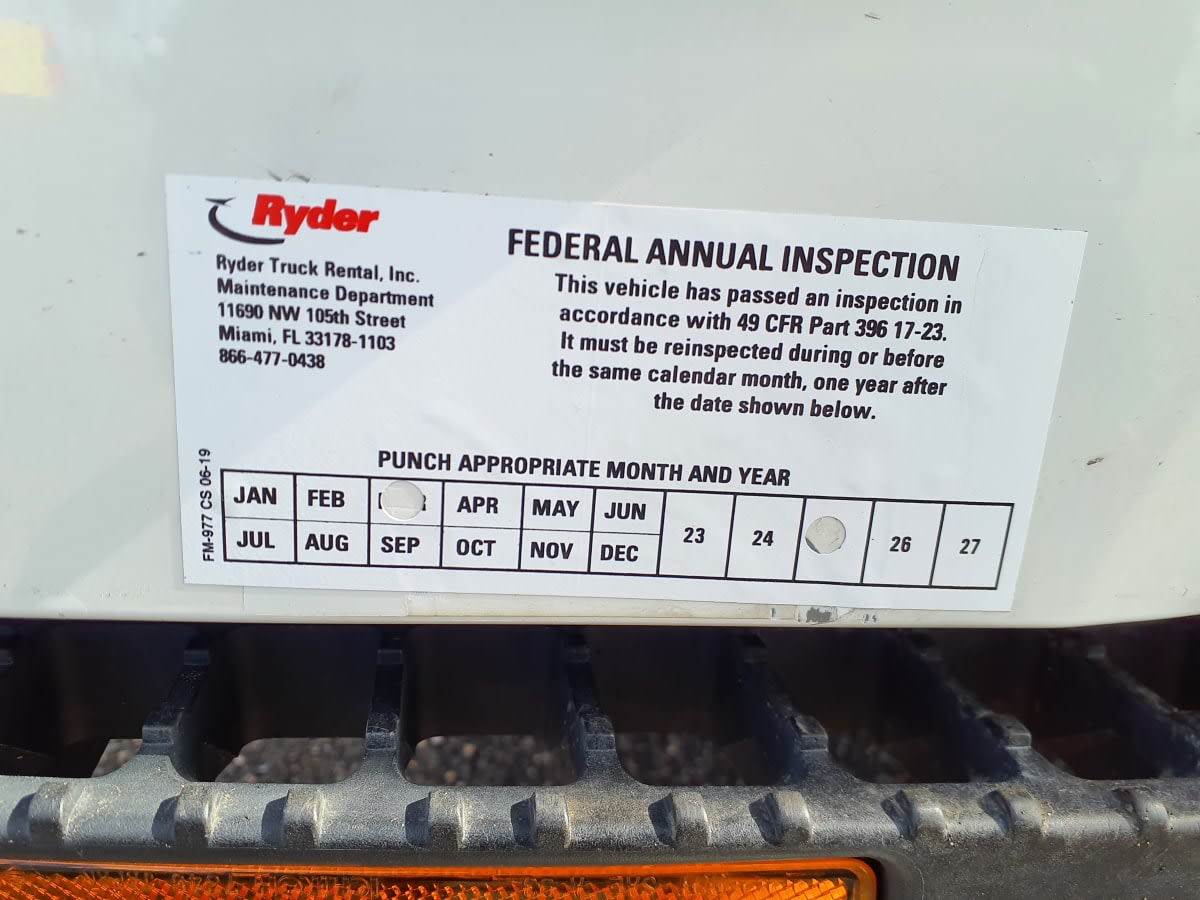 Ryder
Ryder Truck Rental, Inc.
Maintenance Department
11690 NW 105th Street
Miami, FL 33178-1103
866-477-0438
FEDERAL ANNUAL INSPECTION
This vehicle has passed an inspection in
accordance with 49 CFR Part 396 17-23.
It must be reinspected during or before
the same calendar month, one year after
the date shown below.
FM-977 CS 06-19
PUNCH APPROPRIATE MONTH AND YEAR
JAN FEB APR MAY JUN
JUL AUG SEP OCT NOV DEC
23 24 26 27